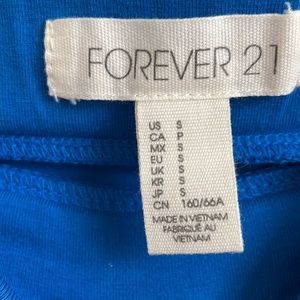 FOREVER 21
US S
CA P
MX S
EU S
UK S
KR S
JP S
CN 160/66A
MADE IN VIETNAM
FABRIQUÉ AU
VIETNAM